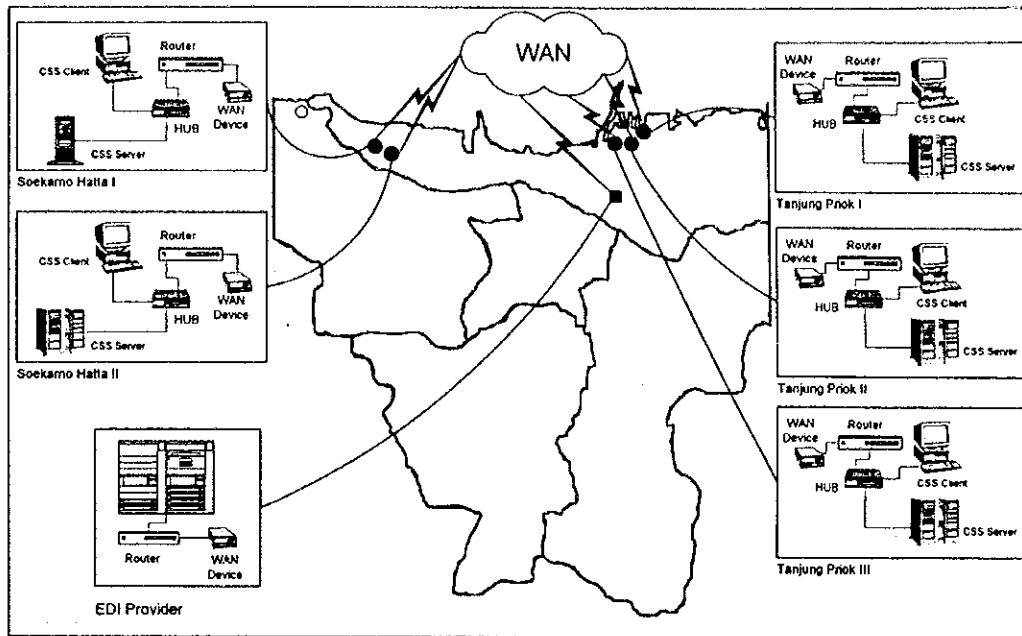 WAN
Router
CSS Client
WAN
Device
HUB
CSS Server
Soekarno Hatta I
Router
CSS Client
WAN
Device
HUB
CSS Server
Soekarno Hatta II
Router
WAN
Device
EDI Provider
WAN
Device
Router
CSS Client
HUB
CSS Server
Tanjung Priok I
WAN
Device
Router
CSS Client
HUB
CSS Server
Tanjung Priok II
WAN
Device
Router
CSS Client
HUB
CSS Server
Tanjung Priok III